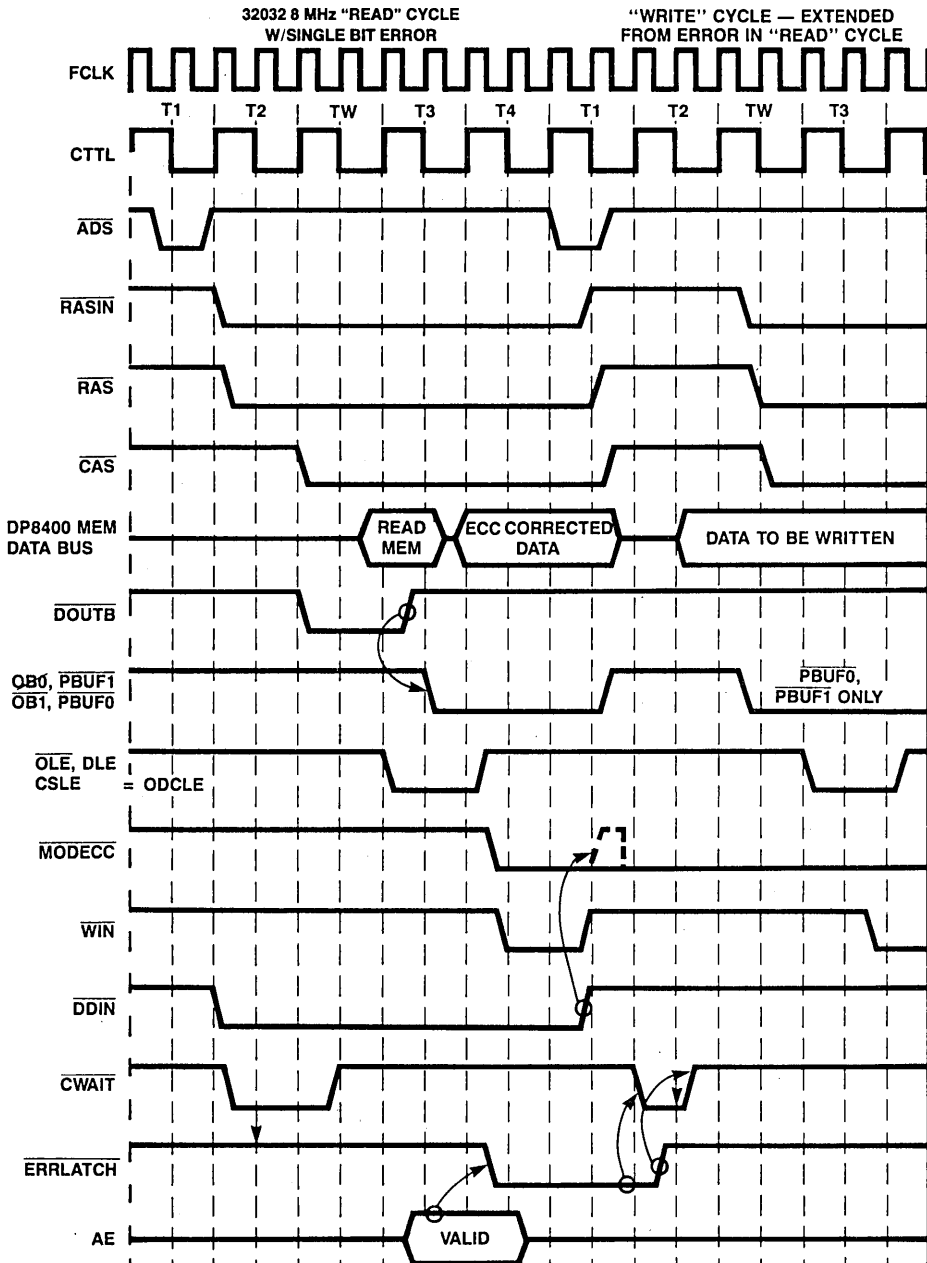 32032 8 MHz “READ” CYCLE
W/SINGLE BIT ERROR
“WRITE” CYCLE — EXTENDED
FROM ERROR IN “READ” CYCLE
FCLK
T1 T2 TW T3 T4 T1 T2 TW T3
CTTL
ADS
RASIN
RAS
CAS
DP8400 MEM
DATA BUS
READ
MEM
ECC CORRECTED
DATA
DATA TO BE WRITTEN
DOUTB
OB0, PBUF1
OB1, PBUF0
PBUF0,
PBUF1 ONLY
OLE, DLE
CSLE = ODCLE
MODECC
WIN
DDIN
CWAIT
ERRLATCH
AE
VALID